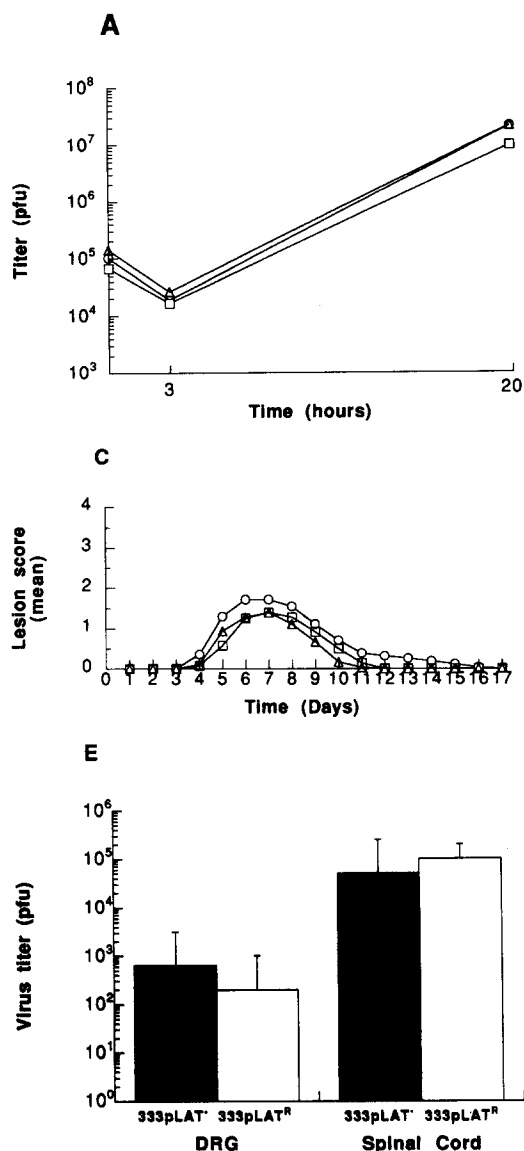 A
10⁸
10⁷
10⁶
10⁵
10⁴
10³
Titer (pfu)
3
20
Time (hours)
C
4
3
2
1
0
Lesion score
(mean)
0 1 2 3 4 5 6 7 8 9 10 11 12 13 14 15 16 17
Time (Days)
E
10⁶
10⁵
10⁴
10³
10²
10¹
10⁰
Virus titer (pfu)
333pLAT⁻ 333pLATᴿ 333pLAT⁻ 333pLATᴿ
DRG Spinal Cord